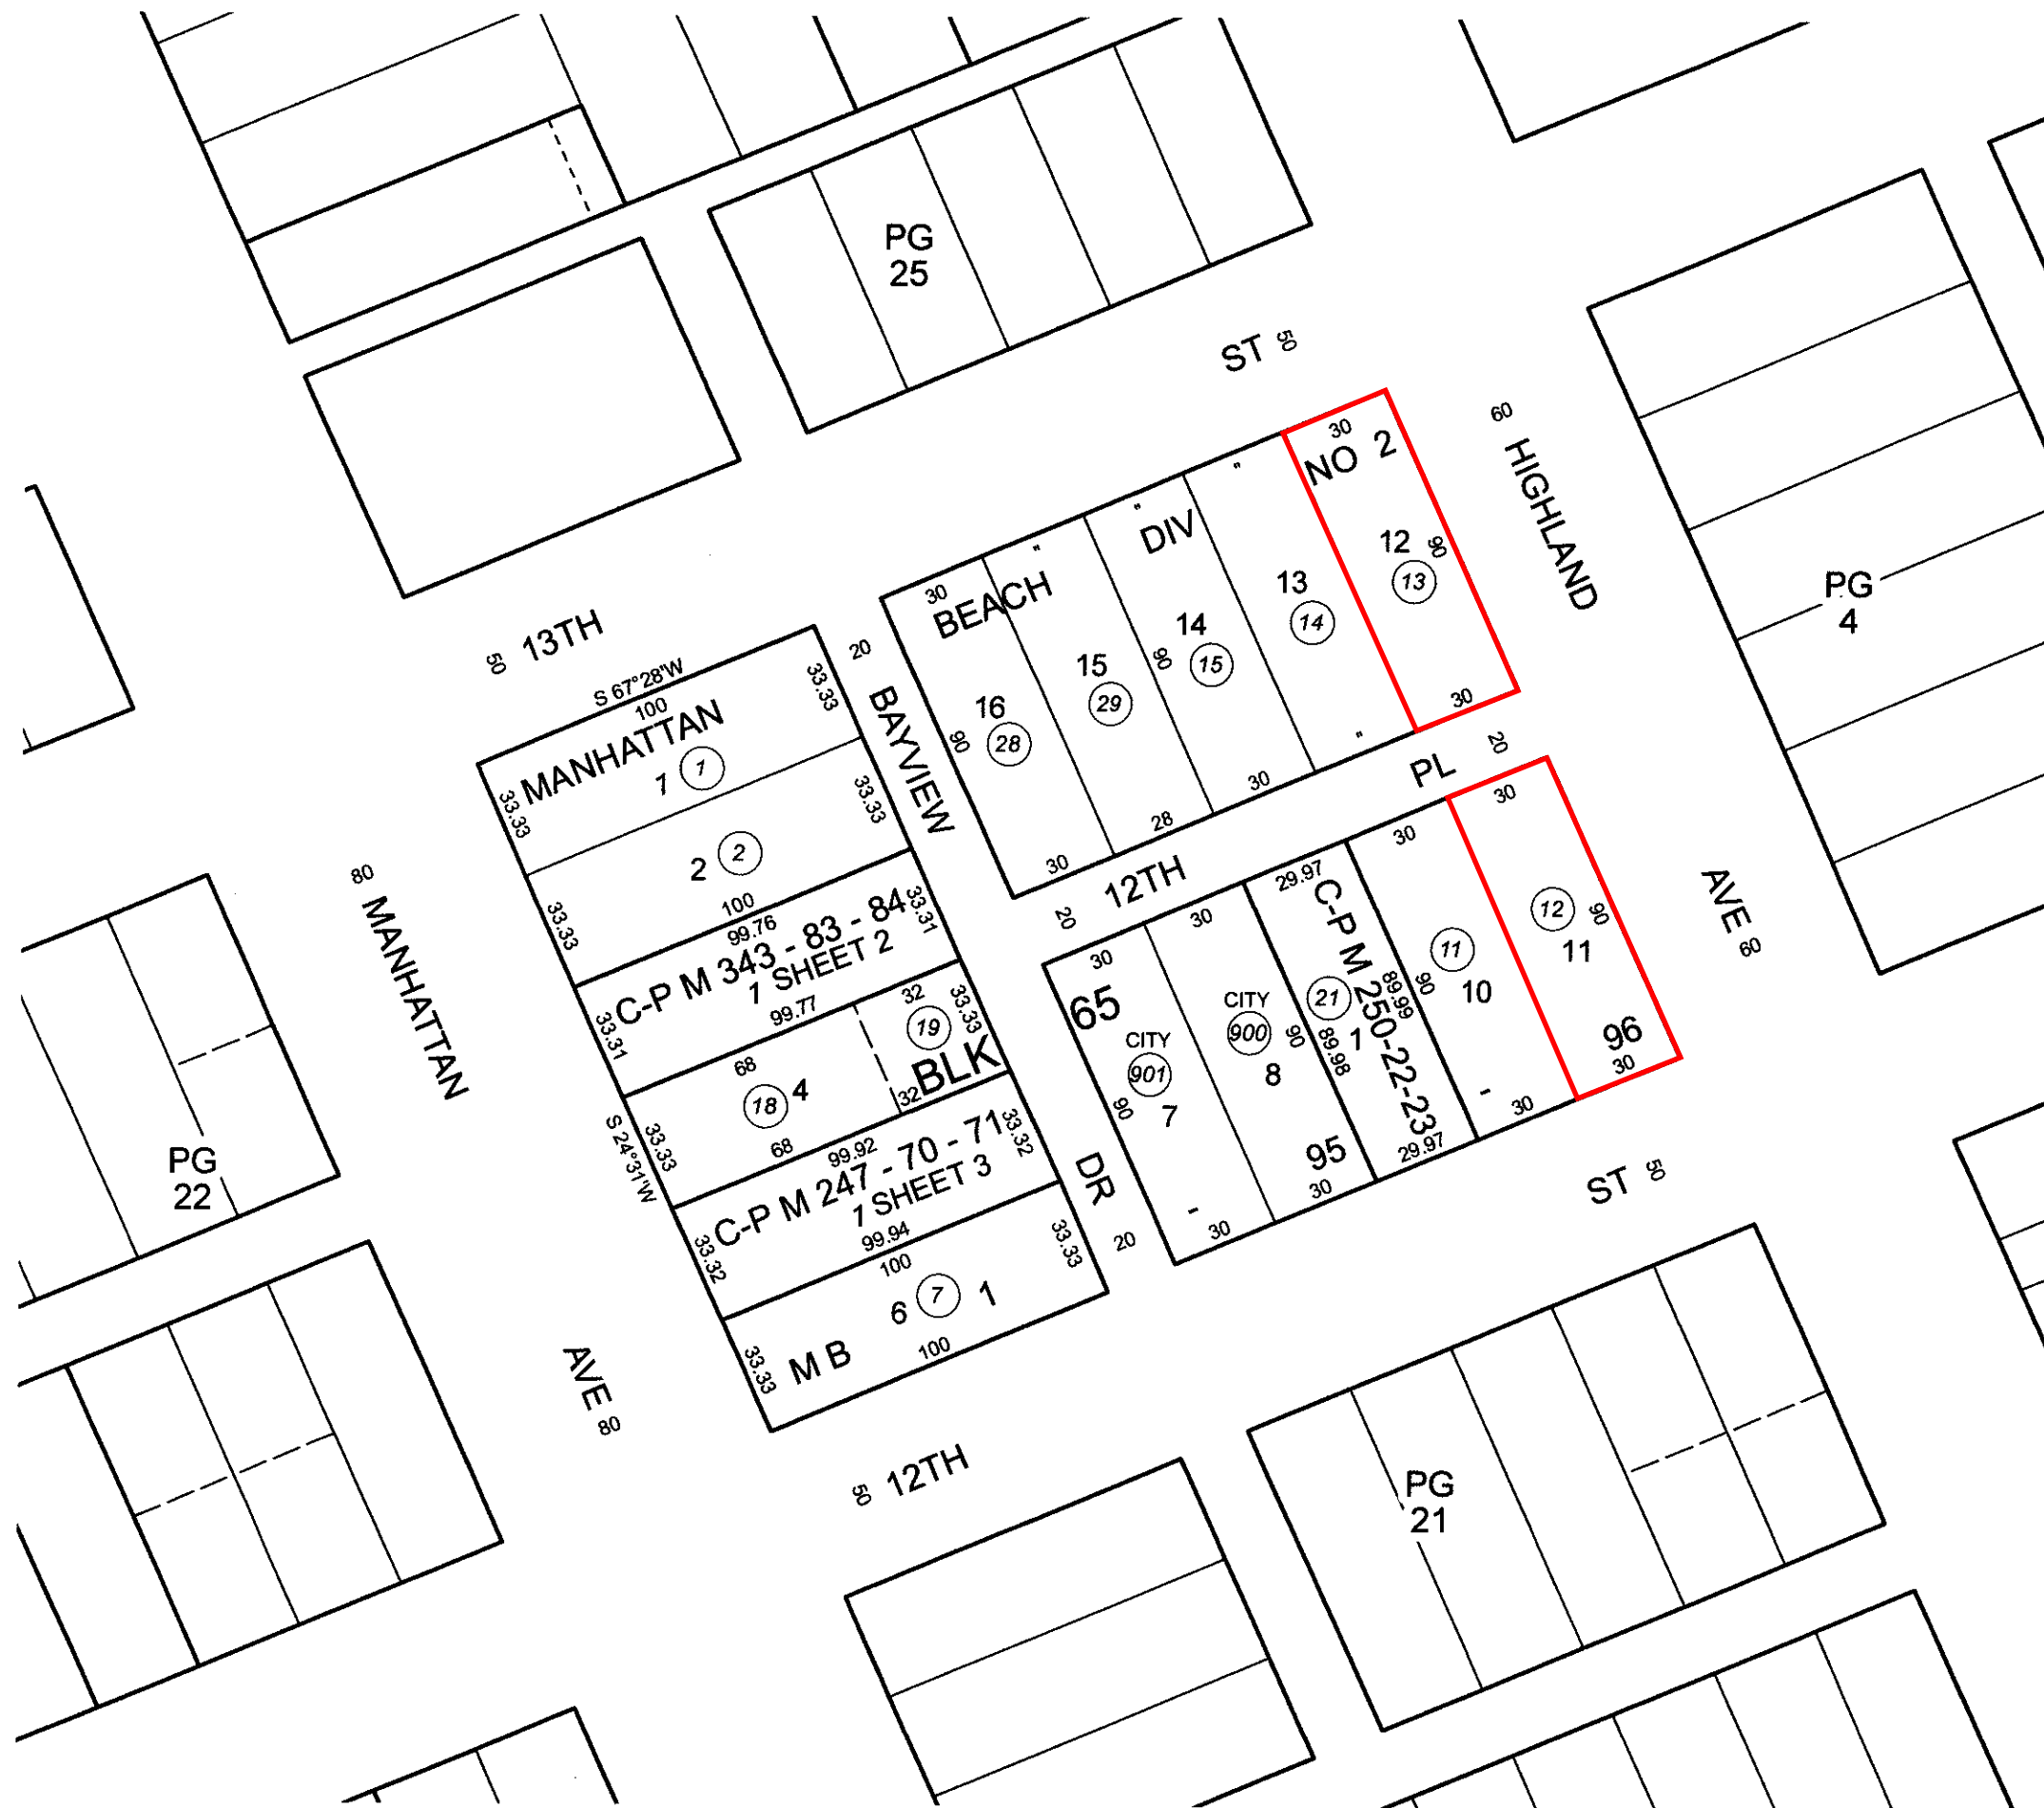 PG
25
ST 50
60 HIGHLAND
PG
4
30
NO 2
12 90
13
30
"
13
14
"
DIV
14
90 15
30
"
30
BEACH
15
29
28
16
90 28
30
"
50 13TH
20 BAYVIEW
S 67°28'W
100
MANHATTAN
1 1
33.33
33.33
2 2
33.33
33.33
100
99.76
C-P M 343 - 83 - 84
1 SHEET 2
33.31
33.31
99.77
32
19
33.33
BLK
32
68
18 4
33.33
68
S 24°31'W
99.92
C-P M 247 - 70 - 71
1 SHEET 3
33.32
33.32
99.94
100
6 7 1
33.33
33.33
M B
100
80 MANHATTAN
AVE 80
PG
22
20 12TH
PL 20
30
65
CITY
901
90 7
-
30
30
CITY
900
90
8
95
30
29.97
C-P M 250-22-23
21
1
89.98
89.99
29.97
30
11
90 10
-
30
30
12
90
11
96
30
AVE 60
DR
20
ST 50
50 12TH
PG
21